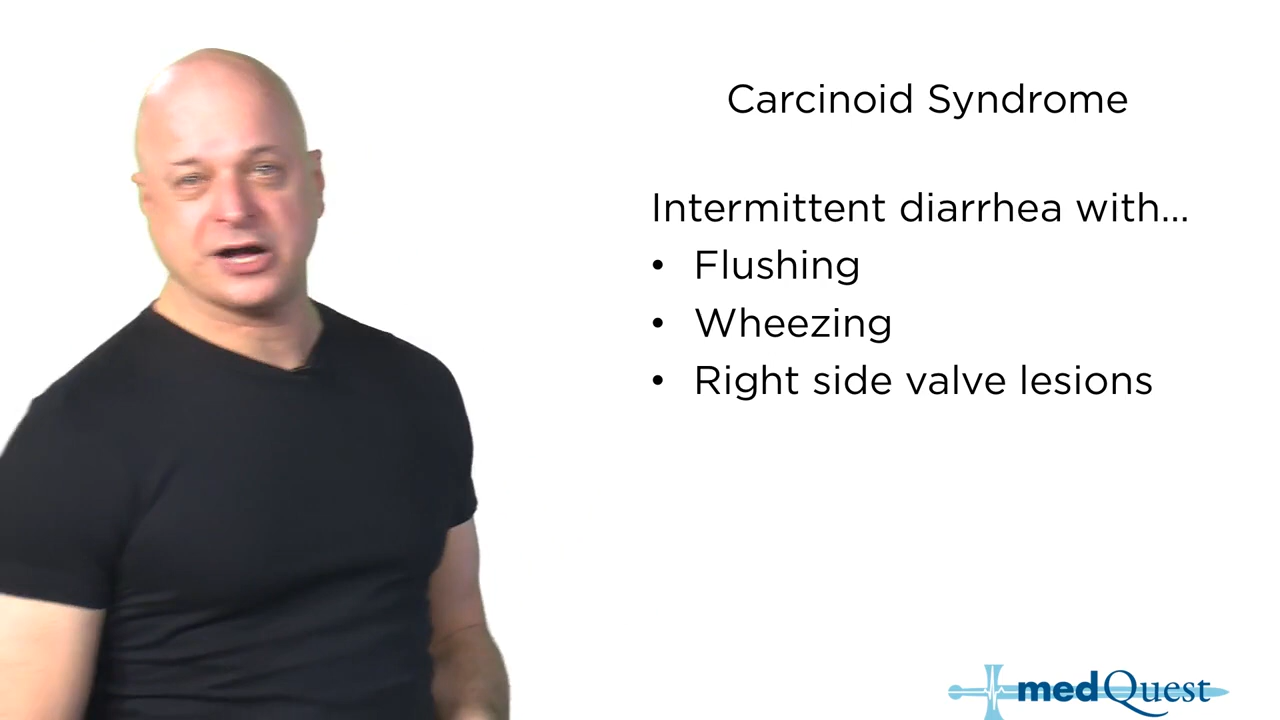 Carcinoid Syndrome
Intermittent diarrhea with...
• Flushing
• Wheezing
• Right side valve lesions
medQuest